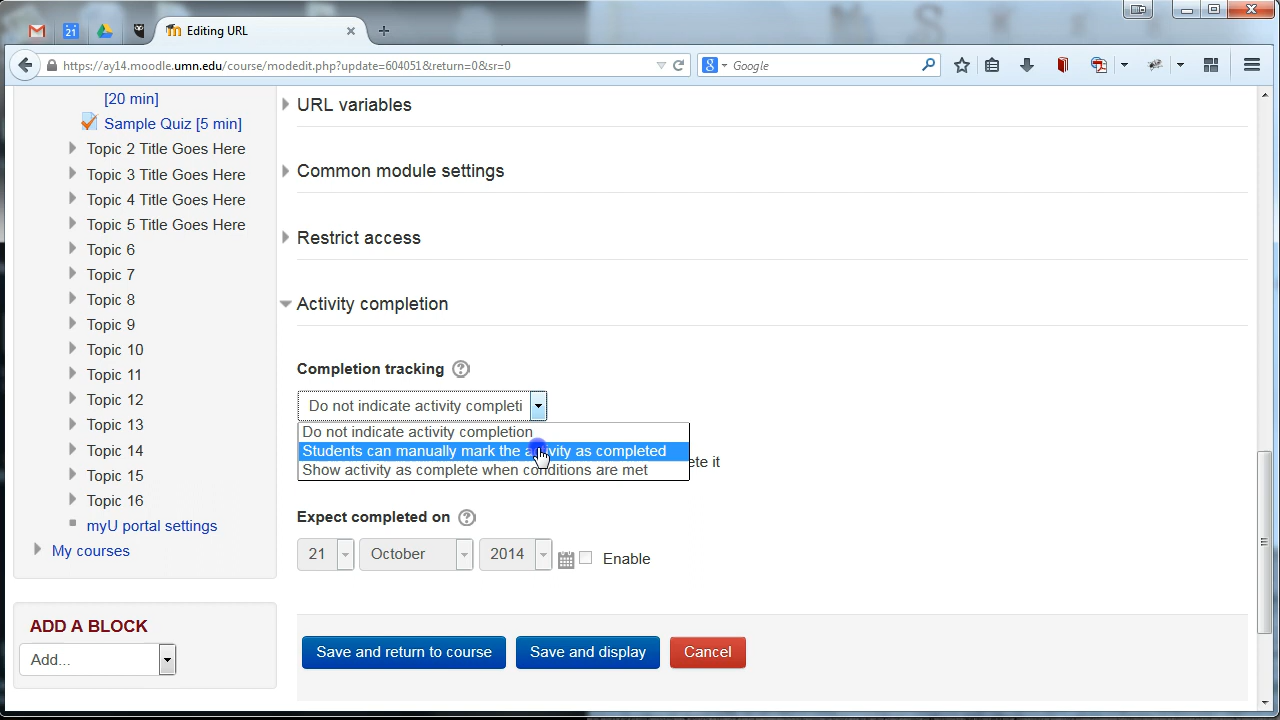 21
Editing URL
https://ay14.moodle.umn.edu/course/modedit.php?update=604051&return=0&sr=0
Google
[20 min]
Sample Quiz [5 min]
Topic 2 Title Goes Here
Topic 3 Title Goes Here
Topic 4 Title Goes Here
Topic 5 Title Goes Here
Topic 6
Topic 7
Topic 8
Topic 9
Topic 10
Topic 11
Topic 12
Topic 13
Topic 14
Topic 15
Topic 16
myU portal settings
My courses
ADD A BLOCK
Add...
URL variables
Common module settings
Restrict access
Activity completion
Completion tracking
Do not indicate activity completi
Do not indicate activity completion
Students can manually mark the activity as completed
Show activity as complete when conditions are met
ete it
Expect completed on
21 October 2014 Enable
Save and return to course Save and display Cancel